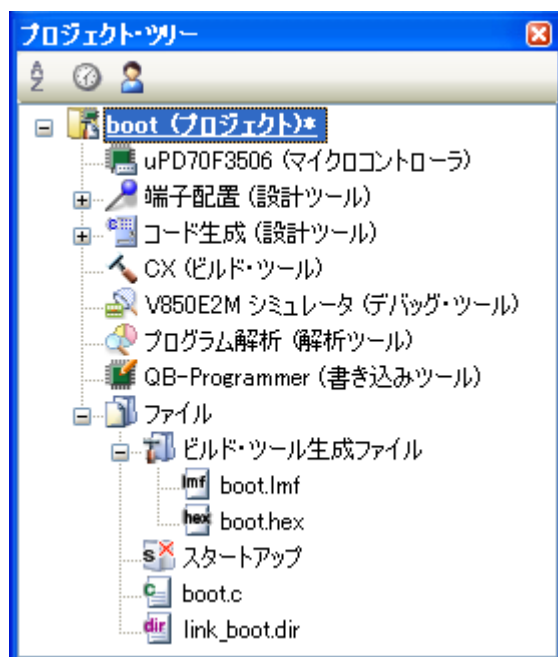 プロジェクト・ツリー
boot (プロジェクト)*
uPD70F3506 (マイクロコントローラ)
端子配置 (設計ツール)
コード生成 (設計ツール)
CX (ビルド・ツール)
V850E2M シミュレータ (デバッグ・ツール)
プログラム解析 (解析ツール)
QB-Programmer (書き込みツール)
ファイル
ビルド・ツール生成ファイル
lmf boot.lmf
hex boot.hex
S スタートアップ
C boot.c
dir link_boot.dir